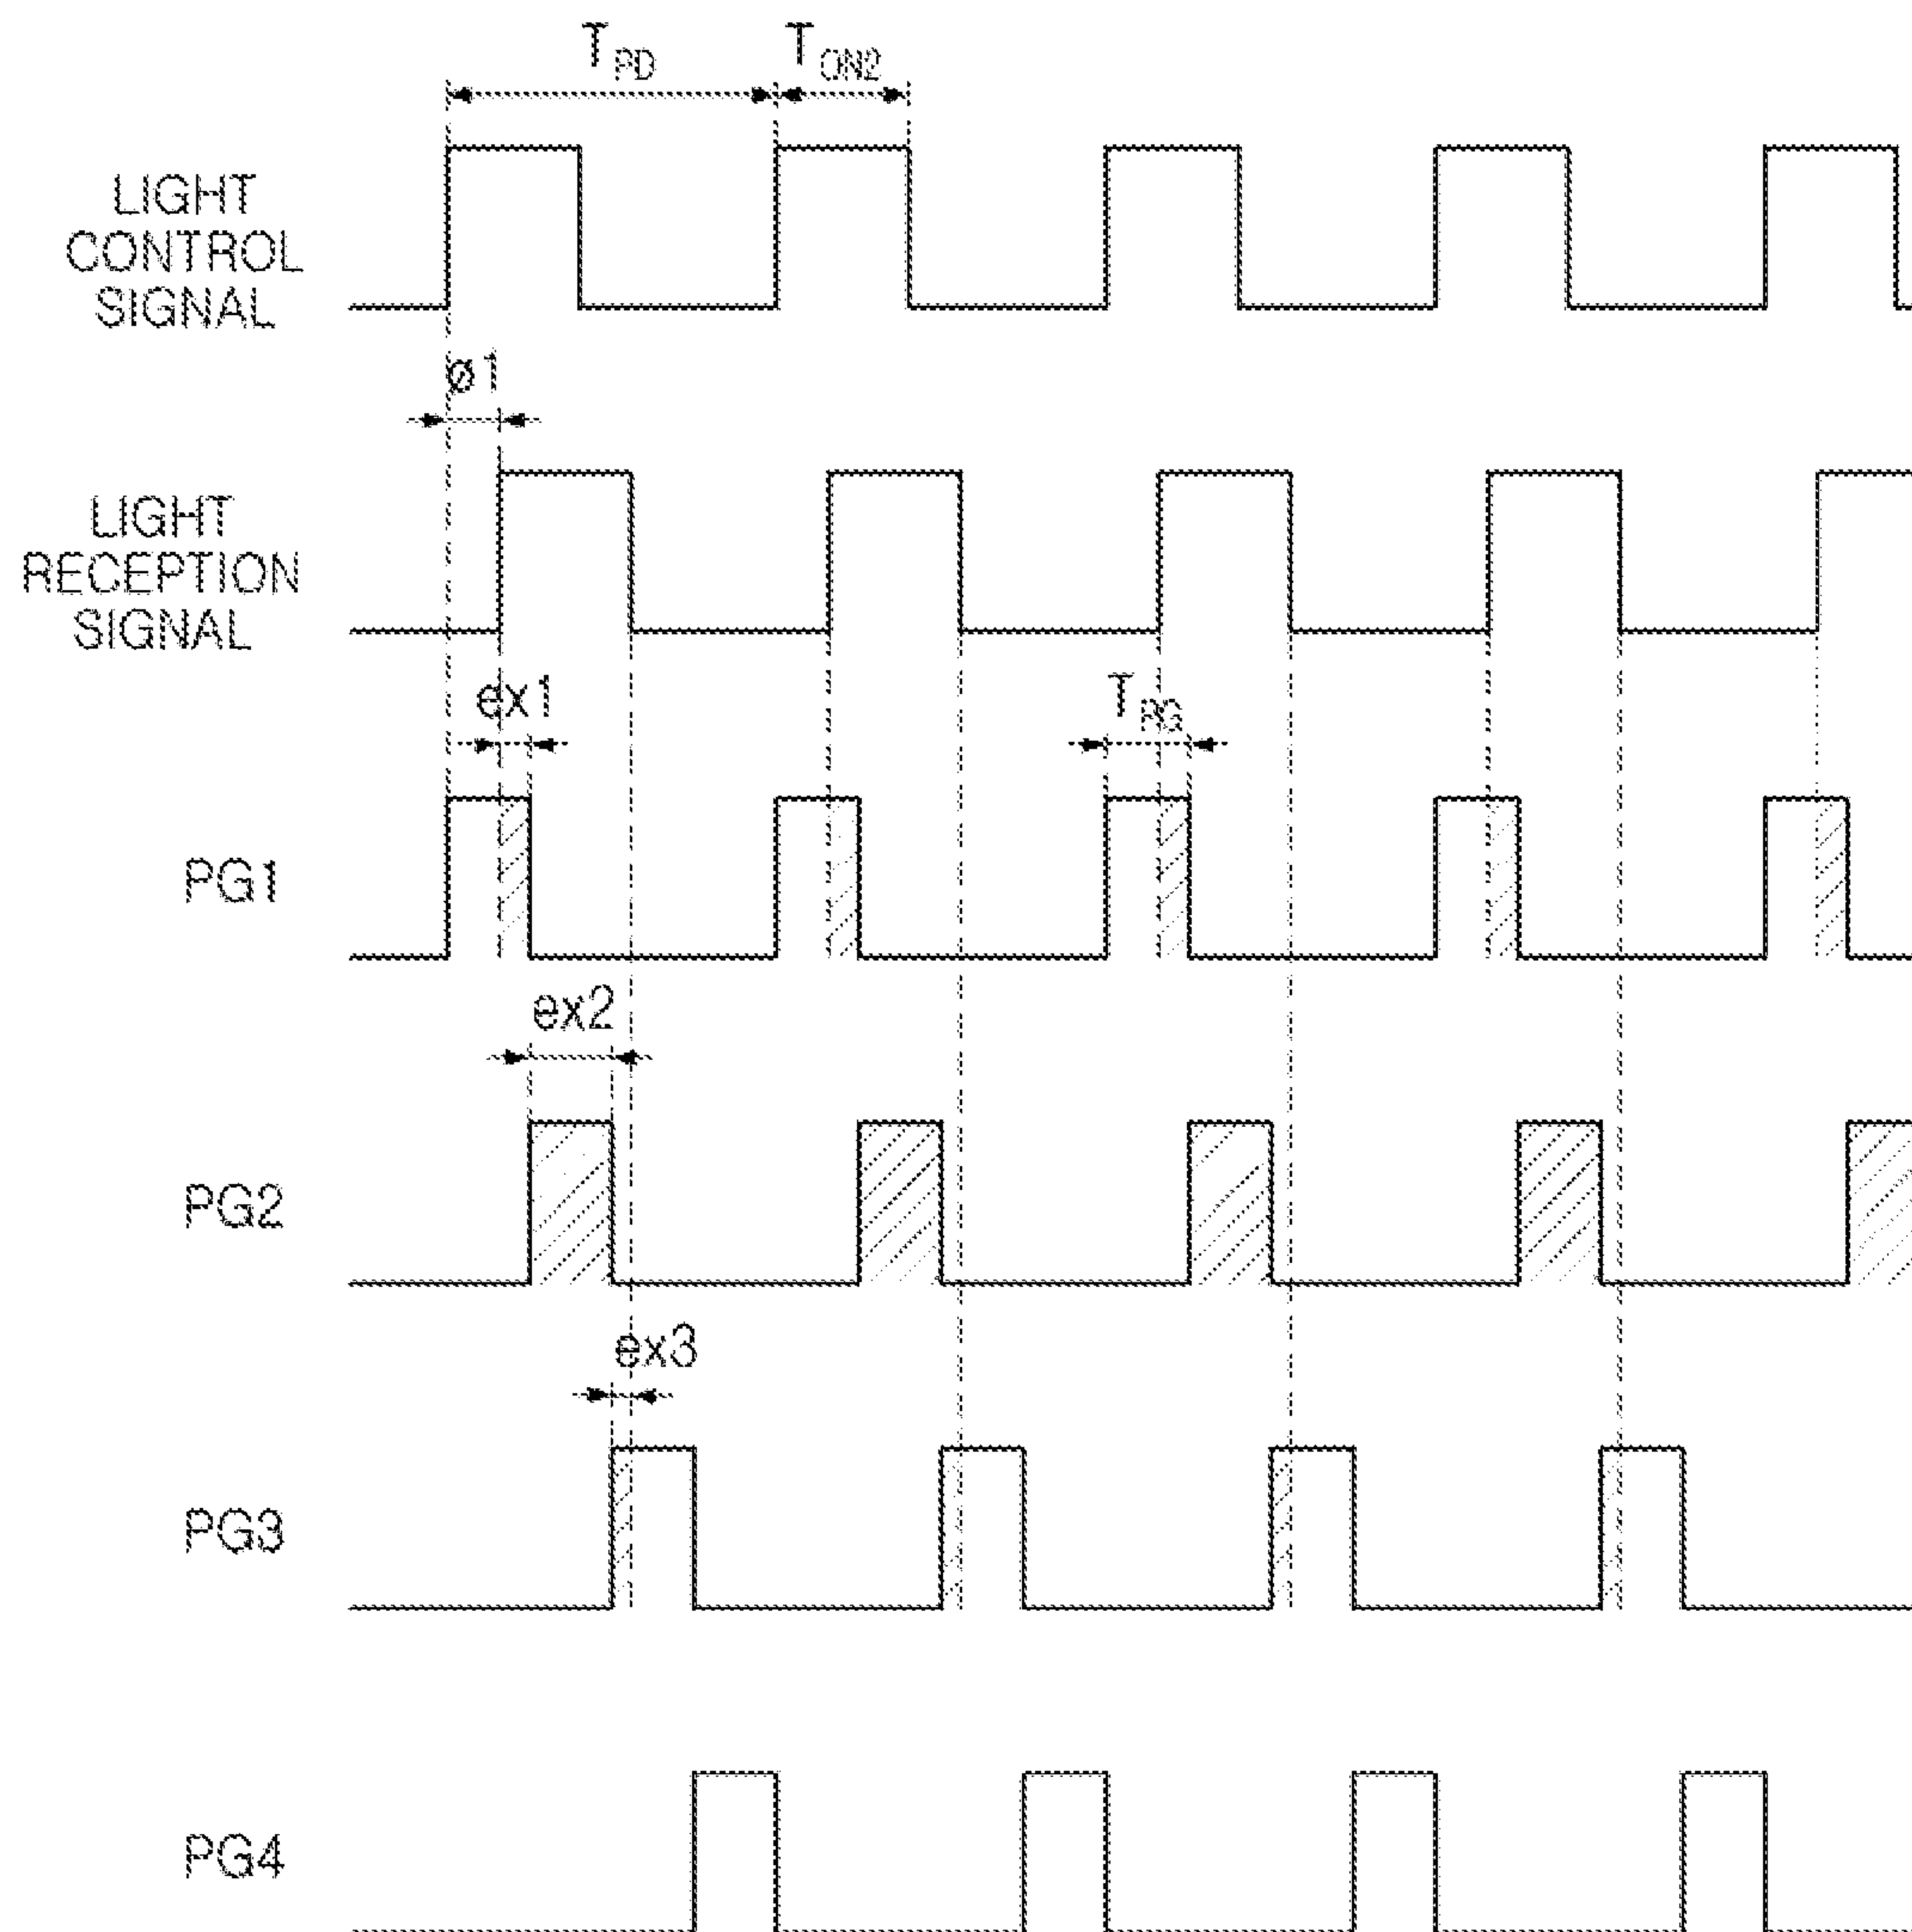 T_PD T_ON2
LIGHT
CONTROL
SIGNAL
ø1
LIGHT
RECEPTION
SIGNAL
ex1 T_PG
PG1
ex2
PG2
ex3
PG3
PG4